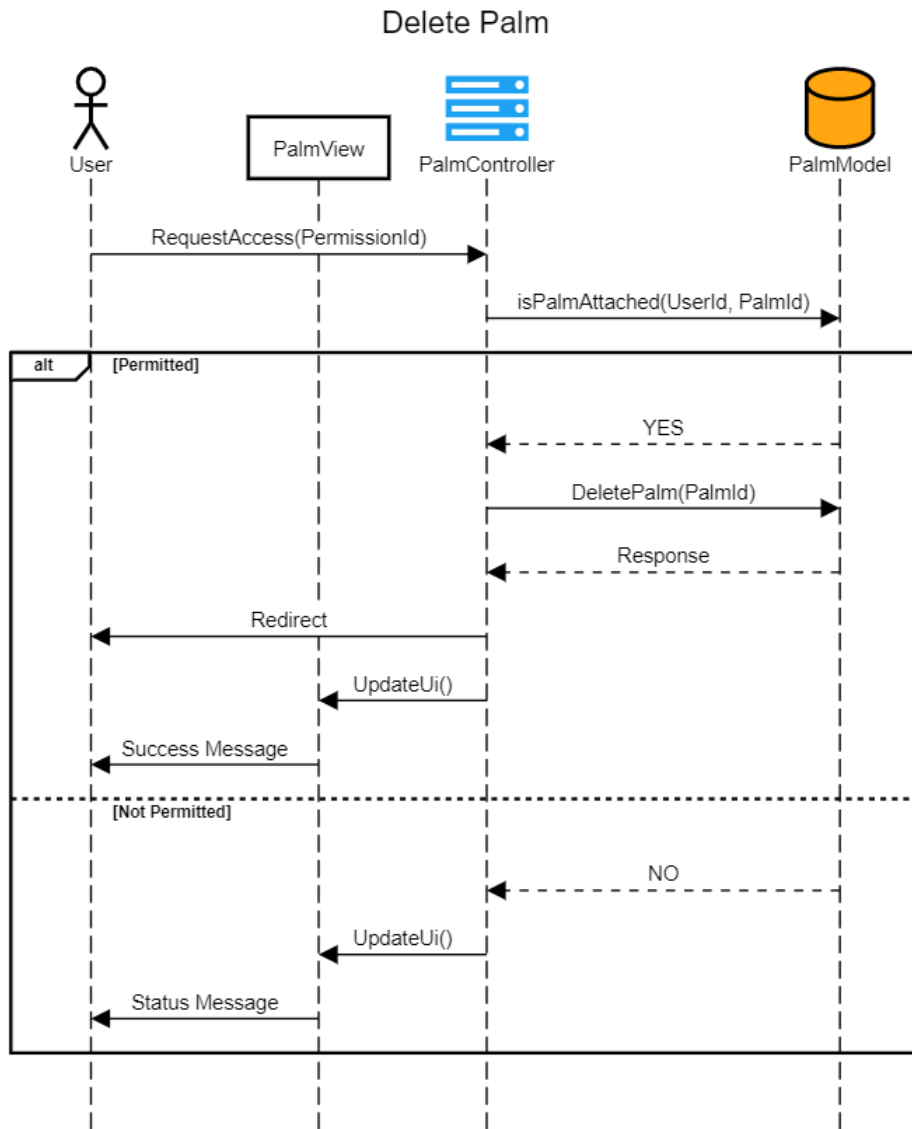 Delete Palm
User
PalmView
PalmController
PalmModel
RequestAccess(PermissionId)
isPalmAttached(UserId, PalmId)
alt
[Permitted]
YES
DeletePalm(PalmId)
Response
Redirect
UpdateUi()
Success Message
[Not Permitted]
NO
UpdateUi()
Status Message